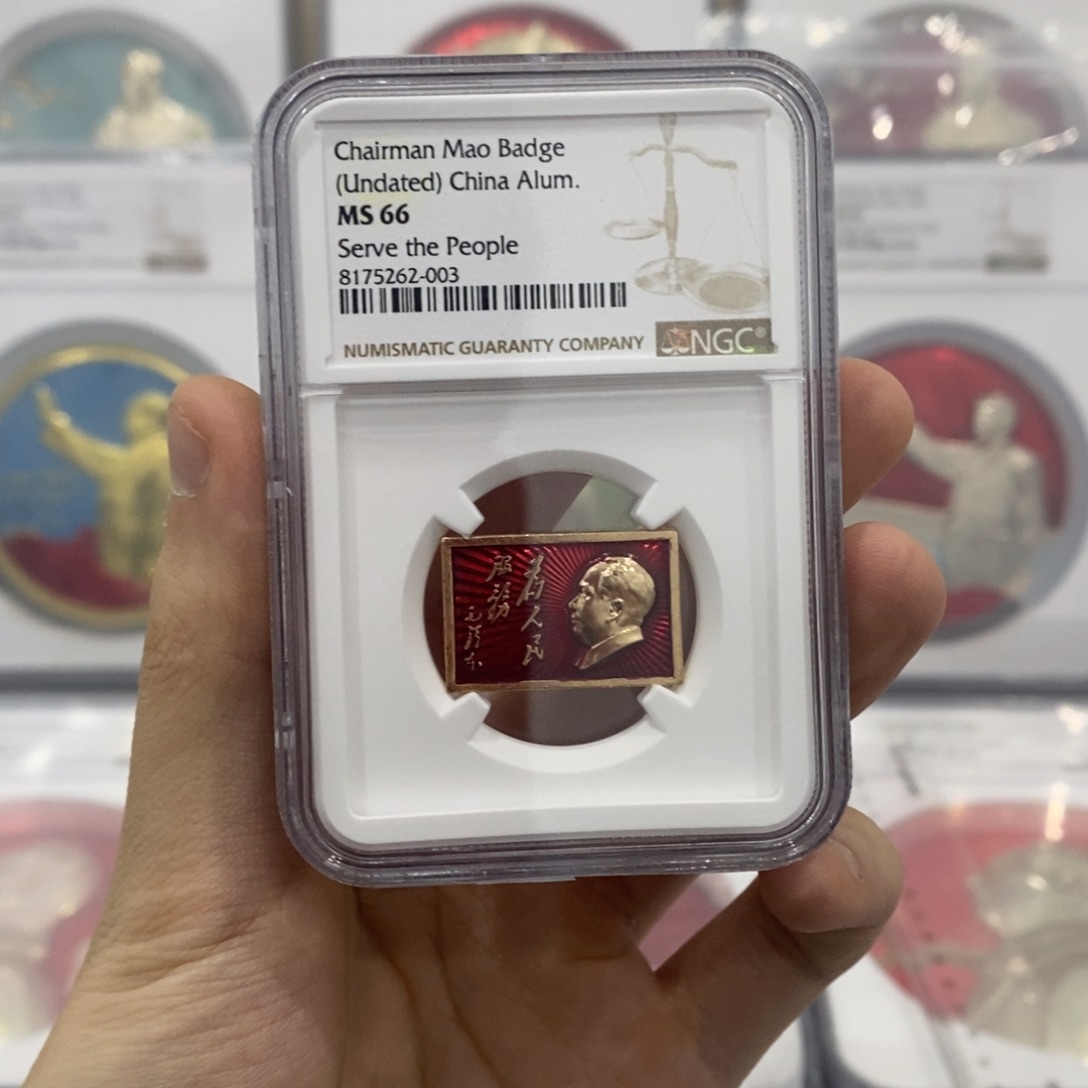 Chairman Mao Badge
(Undated) China Alum.
MS 66
Serve the People
8175262-003
NUMISMATIC GUARANTY COMPANY
NGC®
为人民
服务
毛泽东